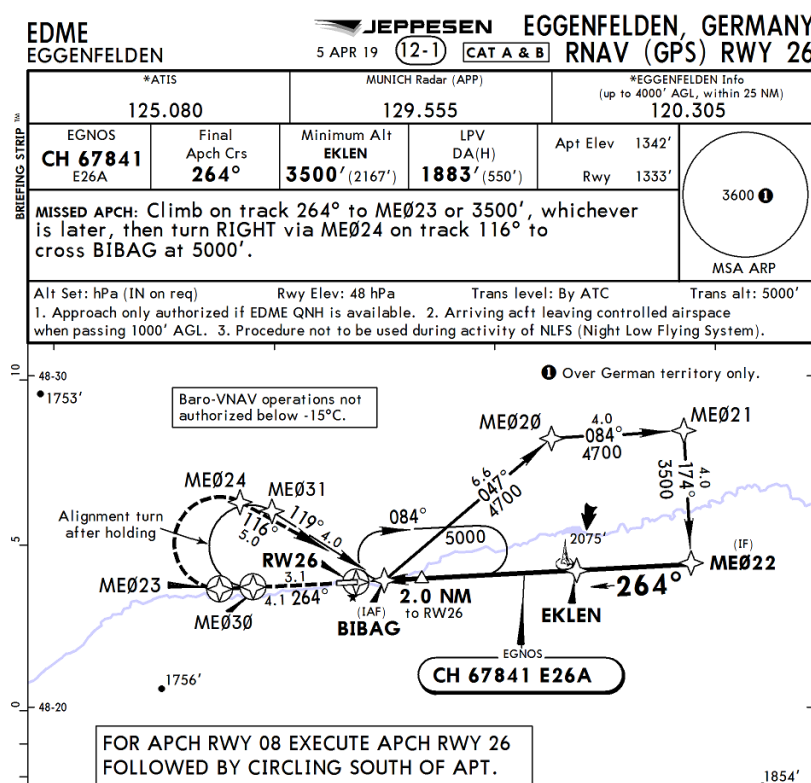 EDME
EGGENFELDEN
JEPPESEN
5 APR 19
12-1
CAT A & B
EGGENFELDEN, GERMANY
RNAV (GPS) RWY 26
BRIEFING STRIP TM
*ATIS
125.080
MUNICH Radar (APP)
129.555
*EGGENFELDEN Info
(up to 4000' AGL, within 25 NM)
120.305
EGNOS
CH 67841
E26A
Final
Apch Crs
264°
Minimum Alt
EKLEN
3500' (2167')
LPV
DA(H)
1883' (550')
Apt Elev 1342'
Rwy 1333'
3600 1
MSA ARP
MISSED APCH: Climb on track 264° to MEØ23 or 3500', whichever
is later, then turn RIGHT via MEØ24 on track 116° to
cross BIBAG at 5000'.
Alt Set: hPa (IN on req) Rwy Elev: 48 hPa Trans level: By ATC Trans alt: 5000'
1. Approach only authorized if EDME QNH is available. 2. Arriving acft leaving controlled airspace
when passing 1000' AGL. 3. Procedure not to be used during activity of NLFS (Night Low Flying System).
10
48-30
1753'
Baro-VNAV operations not
authorized below -15°C.
1 Over German territory only.
MEØ20
4.0
084°
4700
MEØ21
6.6
047°
4700
4.0
174°
3500
MEØ24
MEØ31
116°
5.0
119°
4.0
Alignment turn
after holding
084°
5000
2075'
5
RW26
(IF)
MEØ22
MEØ23
MEØ30
3.1
4.1 264°
(IAF)
BIBAG
2.0 NM
to RW26
EKLEN
264°
EGNOS
CH 67841 E26A
1756'
0
48-20
FOR APCH RWY 08 EXECUTE APCH RWY 26
FOLLOWED BY CIRCLING SOUTH OF APT.
1854'